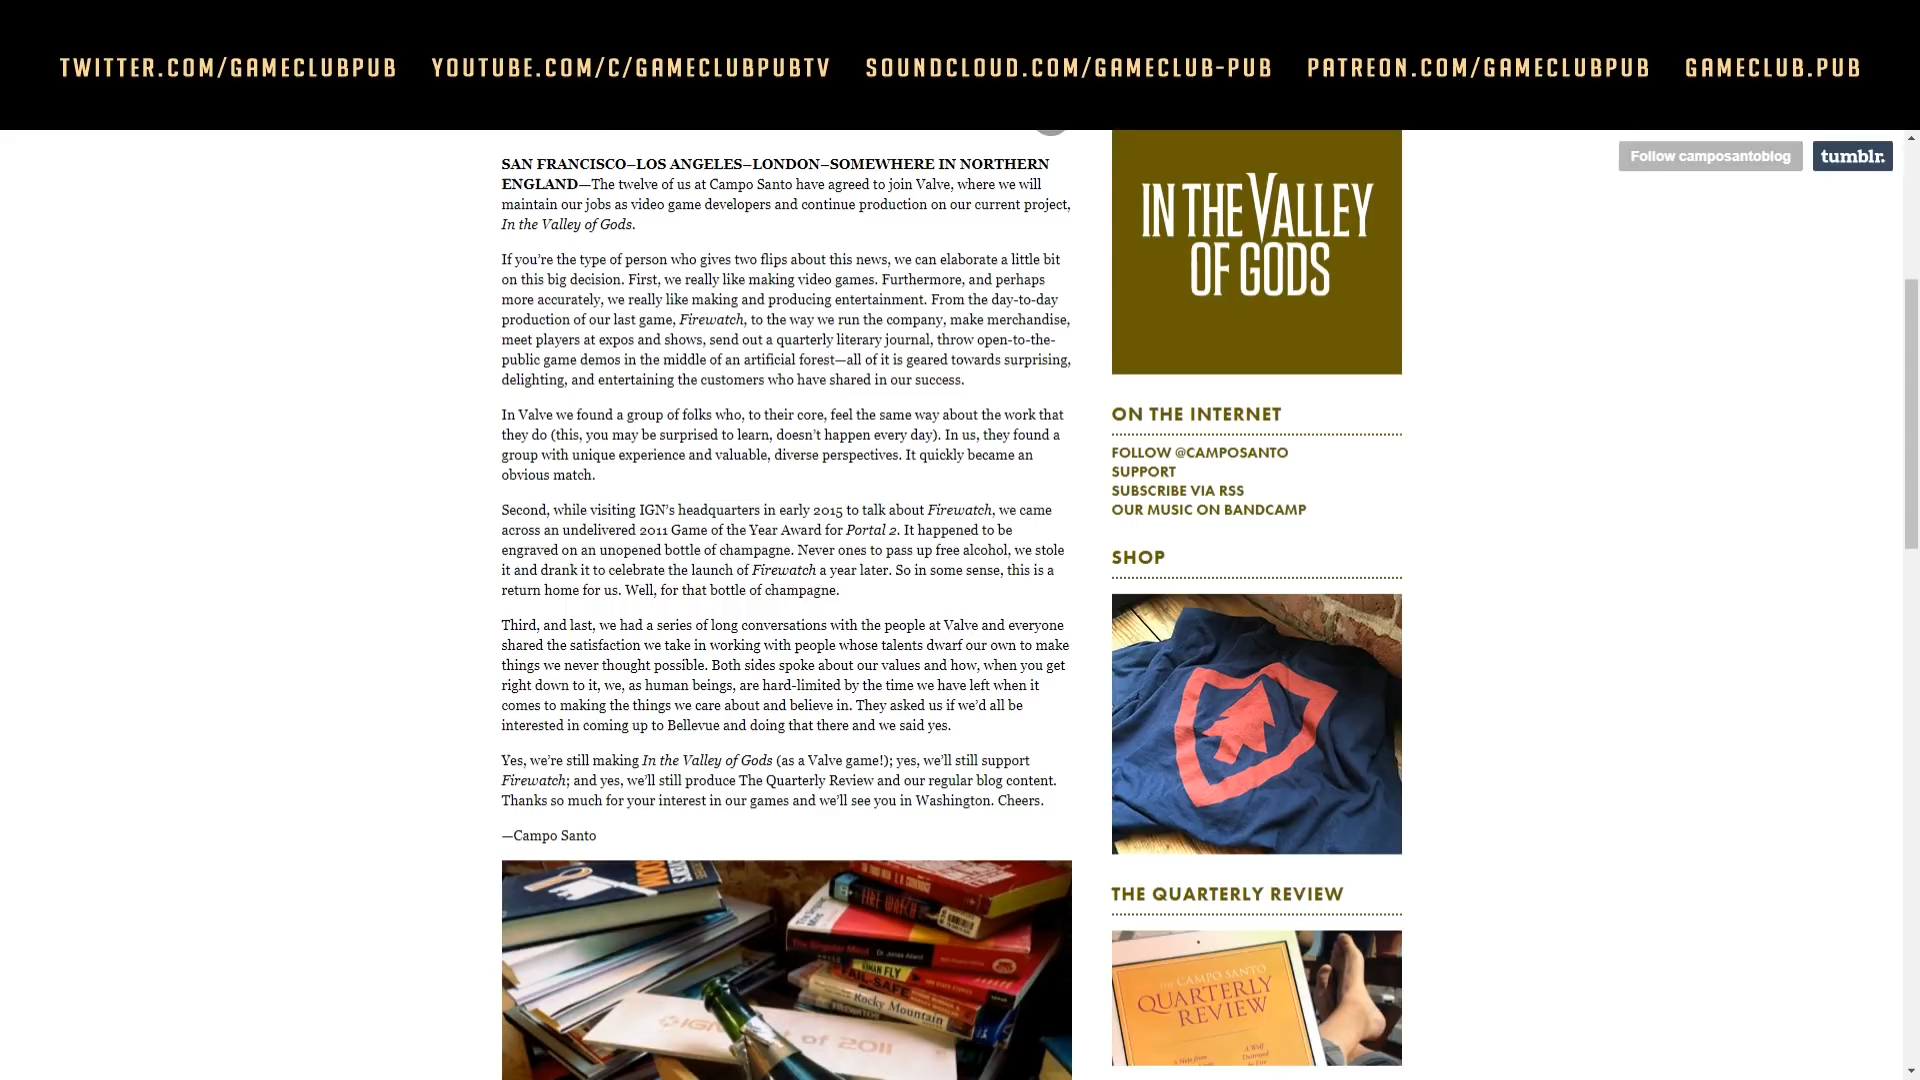 TWITTER.COM/GAMECLUBPUB YOUTUBE.COM/C/GAMECLUBPUBTV SOUNDCLOUD.COM/GAMECLUB-PUB PATREON.COM/GAMECLUBPUB GAMECLUB.PUB
Follow camposantoblog
tumblr.
SAN FRANCISCO–LOS ANGELES–LONDON–SOMEWHERE IN NORTHERN
ENGLAND—The twelve of us at Campo Santo have agreed to join Valve, where we will
maintain our jobs as video game developers and continue production on our current project,
In the Valley of Gods.
If you’re the type of person who gives two flips about this news, we can elaborate a little bit
on this big decision. First, we really like making video games. Furthermore, and perhaps
more accurately, we really like making and producing entertainment. From the day-to-day
production of our last game, Firewatch, to the way we run the company, make merchandise,
meet players at expos and shows, send out a quarterly literary journal, throw open-to-the-
public game demos in the middle of an artificial forest—all of it is geared towards surprising,
delighting, and entertaining the customers who have shared in our success.
In Valve we found a group of folks who, to their core, feel the same way about the work that
they do (this, you may be surprised to learn, doesn’t happen every day). In us, they found a
group with unique experience and valuable, diverse perspectives. It quickly became an
obvious match.
Second, while visiting IGN’s headquarters in early 2015 to talk about Firewatch, we came
across an undelivered 2011 Game of the Year Award for Portal 2. It happened to be
engraved on an unopened bottle of champagne. Never ones to pass up free alcohol, we stole
it and drank it to celebrate the launch of Firewatch a year later. So in some sense, this is a
return home for us. Well, for that bottle of champagne.
Third, and last, we had a series of long conversations with the people at Valve and everyone
shared the satisfaction we take in working with people whose talents dwarf our own to make
things we never thought possible. Both sides spoke about our values and how, when you get
right down to it, we, as human beings, are hard-limited by the time we have left when it
comes to making the things we care about and believe in. They asked us if we’d all be
interested in coming up to Bellevue and doing that there and we said yes.
Yes, we’re still making In the Valley of Gods (as a Valve game!); yes, we’ll still support
Firewatch; and yes, we’ll still produce The Quarterly Review and our regular blog content.
Thanks so much for your interest in our games and we’ll see you in Washington. Cheers.
—Campo Santo
FIRE WATCH
The Singular Mind
FAIL-SAFE
Rocky Mountain
IGN
of 2011
IN THE VALLEY
OF GODS
ON THE INTERNET
FOLLOW @CAMPOSANTO
SUPPORT
SUBSCRIBE VIA RSS
OUR MUSIC ON BANDCAMP
SHOP
THE QUARTERLY REVIEW
THE CAMPO SANTO
QUARTERLY
REVIEW